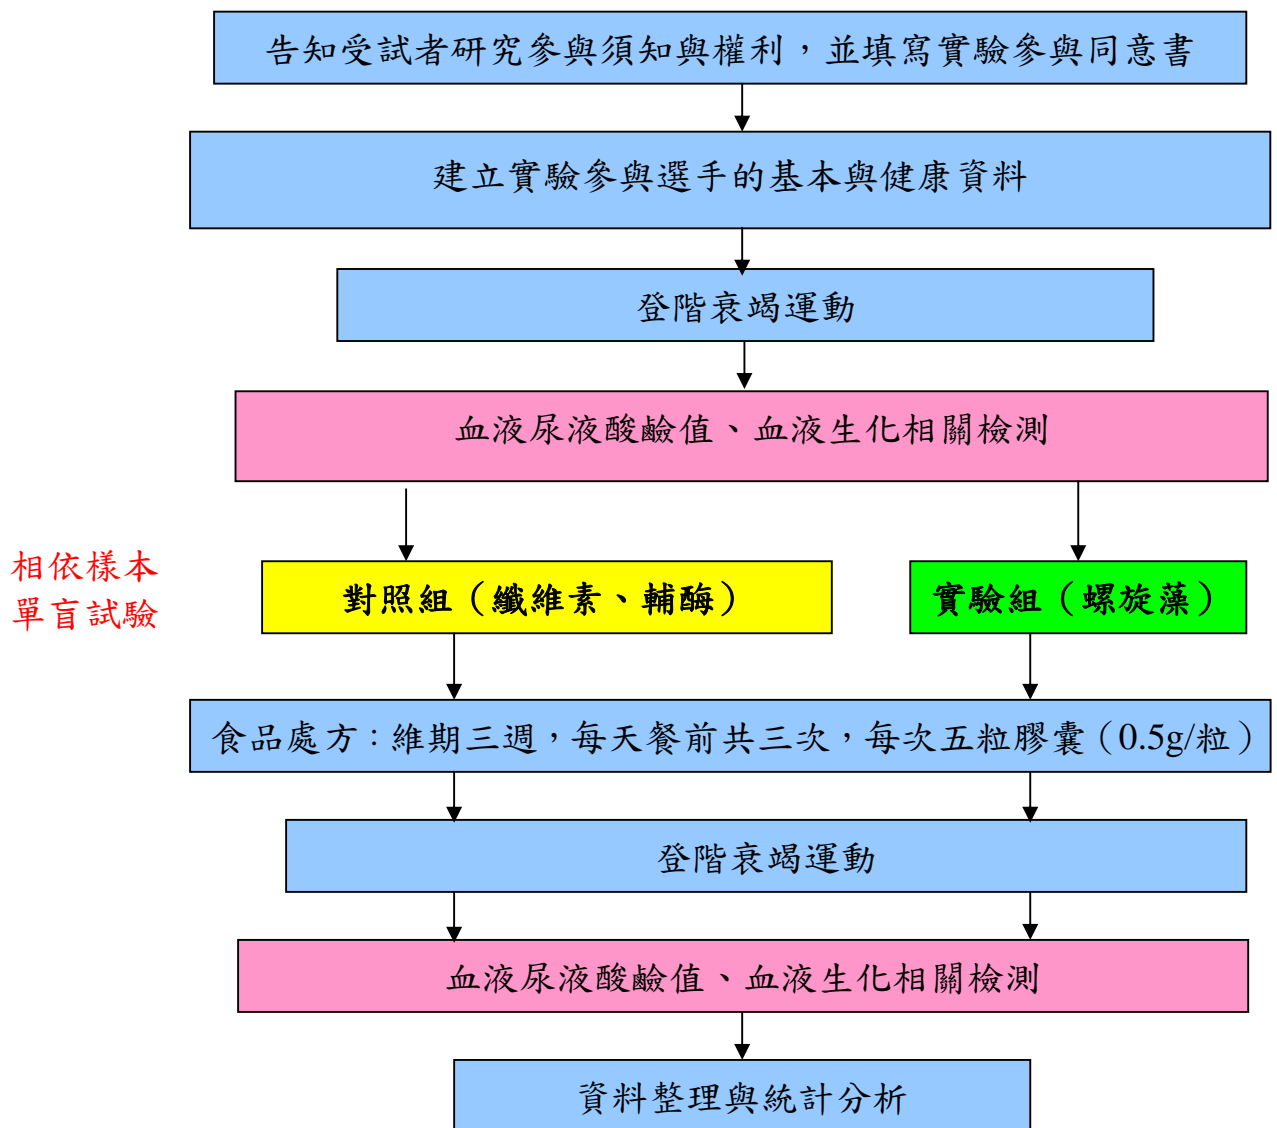 告知受試者研究參與須知與權利，並填寫實驗參與同意書
建立實驗參與選手的基本與健康資料
登階衰竭運動
血液尿液酸鹼值、血液生化相關檢測
相依樣本
單盲試驗
對照組（纖維素、輔酶）
實驗組（螺旋藻）
食品處方：維期三週，每天餐前共三次，每次五粒膠囊（0.5g/粒）
登階衰竭運動
血液尿液酸鹼值、血液生化相關檢測
資料整理與統計分析